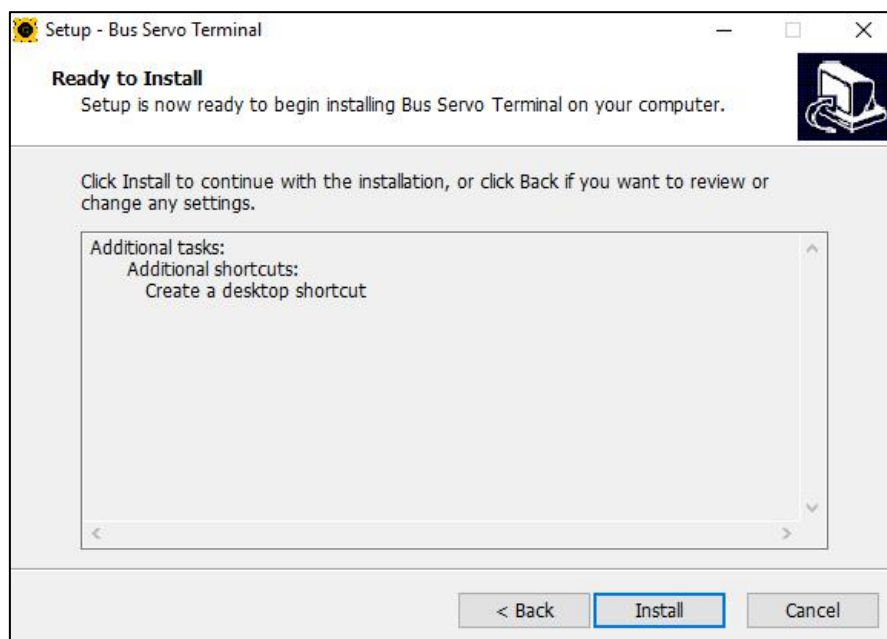 Setup - Bus Servo Terminal
Ready to Install
Setup is now ready to begin installing Bus Servo Terminal on your computer.
Click Install to continue with the installation, or click Back if you want to review or
change any settings.
Additional tasks:
Additional shortcuts:
Create a desktop shortcut
< Back
Install
Cancel